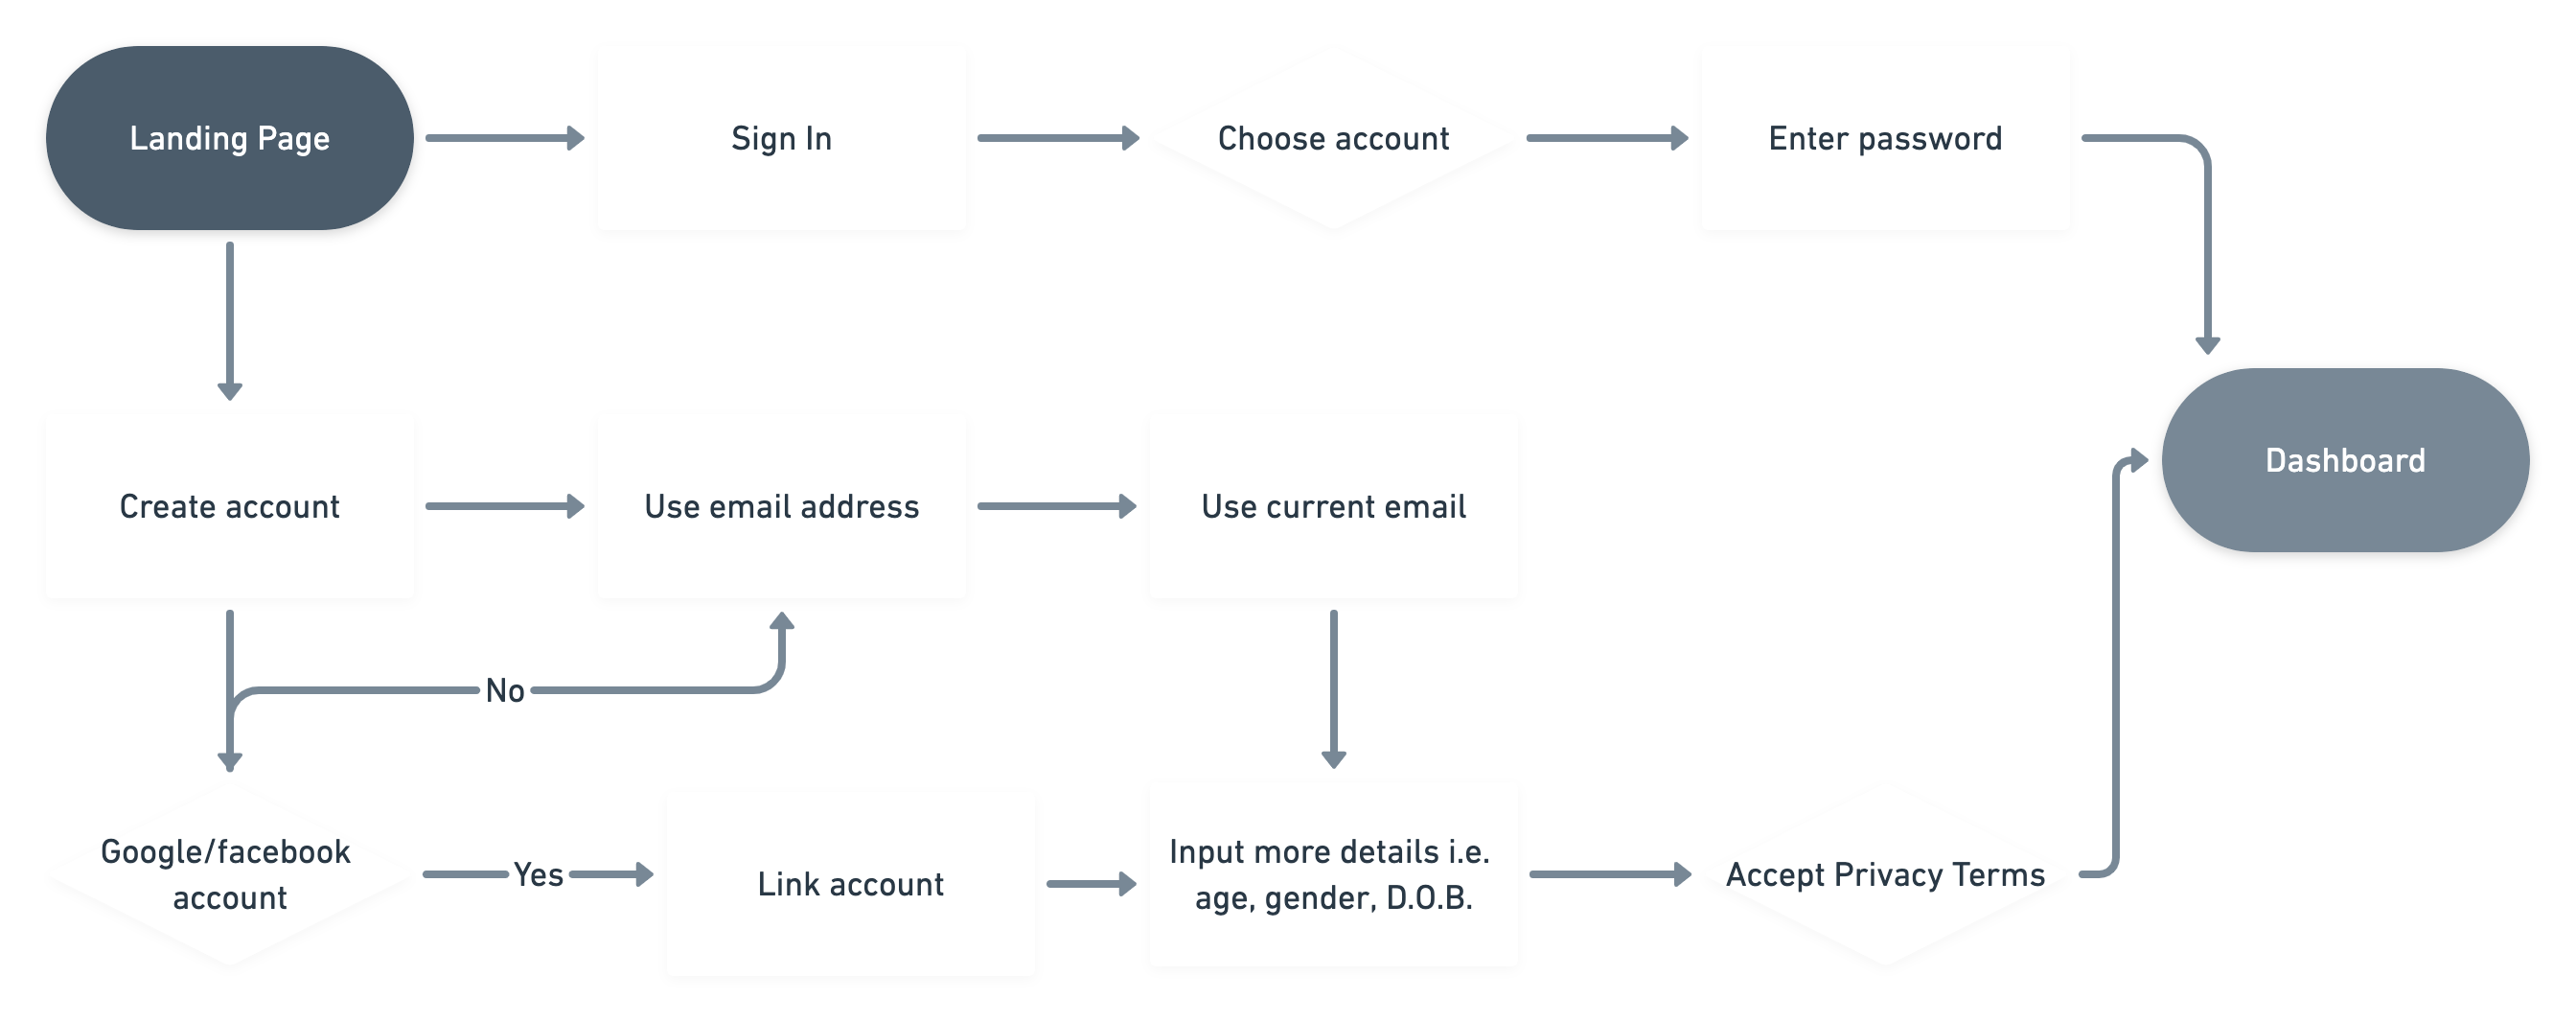 Landing Page
Sign In
Choose account
Enter password
Dashboard
Create account
Use email address
Use current email
No
Google/facebook
account
Yes
Link account
Input more details i.e.
age, gender, D.O.B.
Accept Privacy Terms